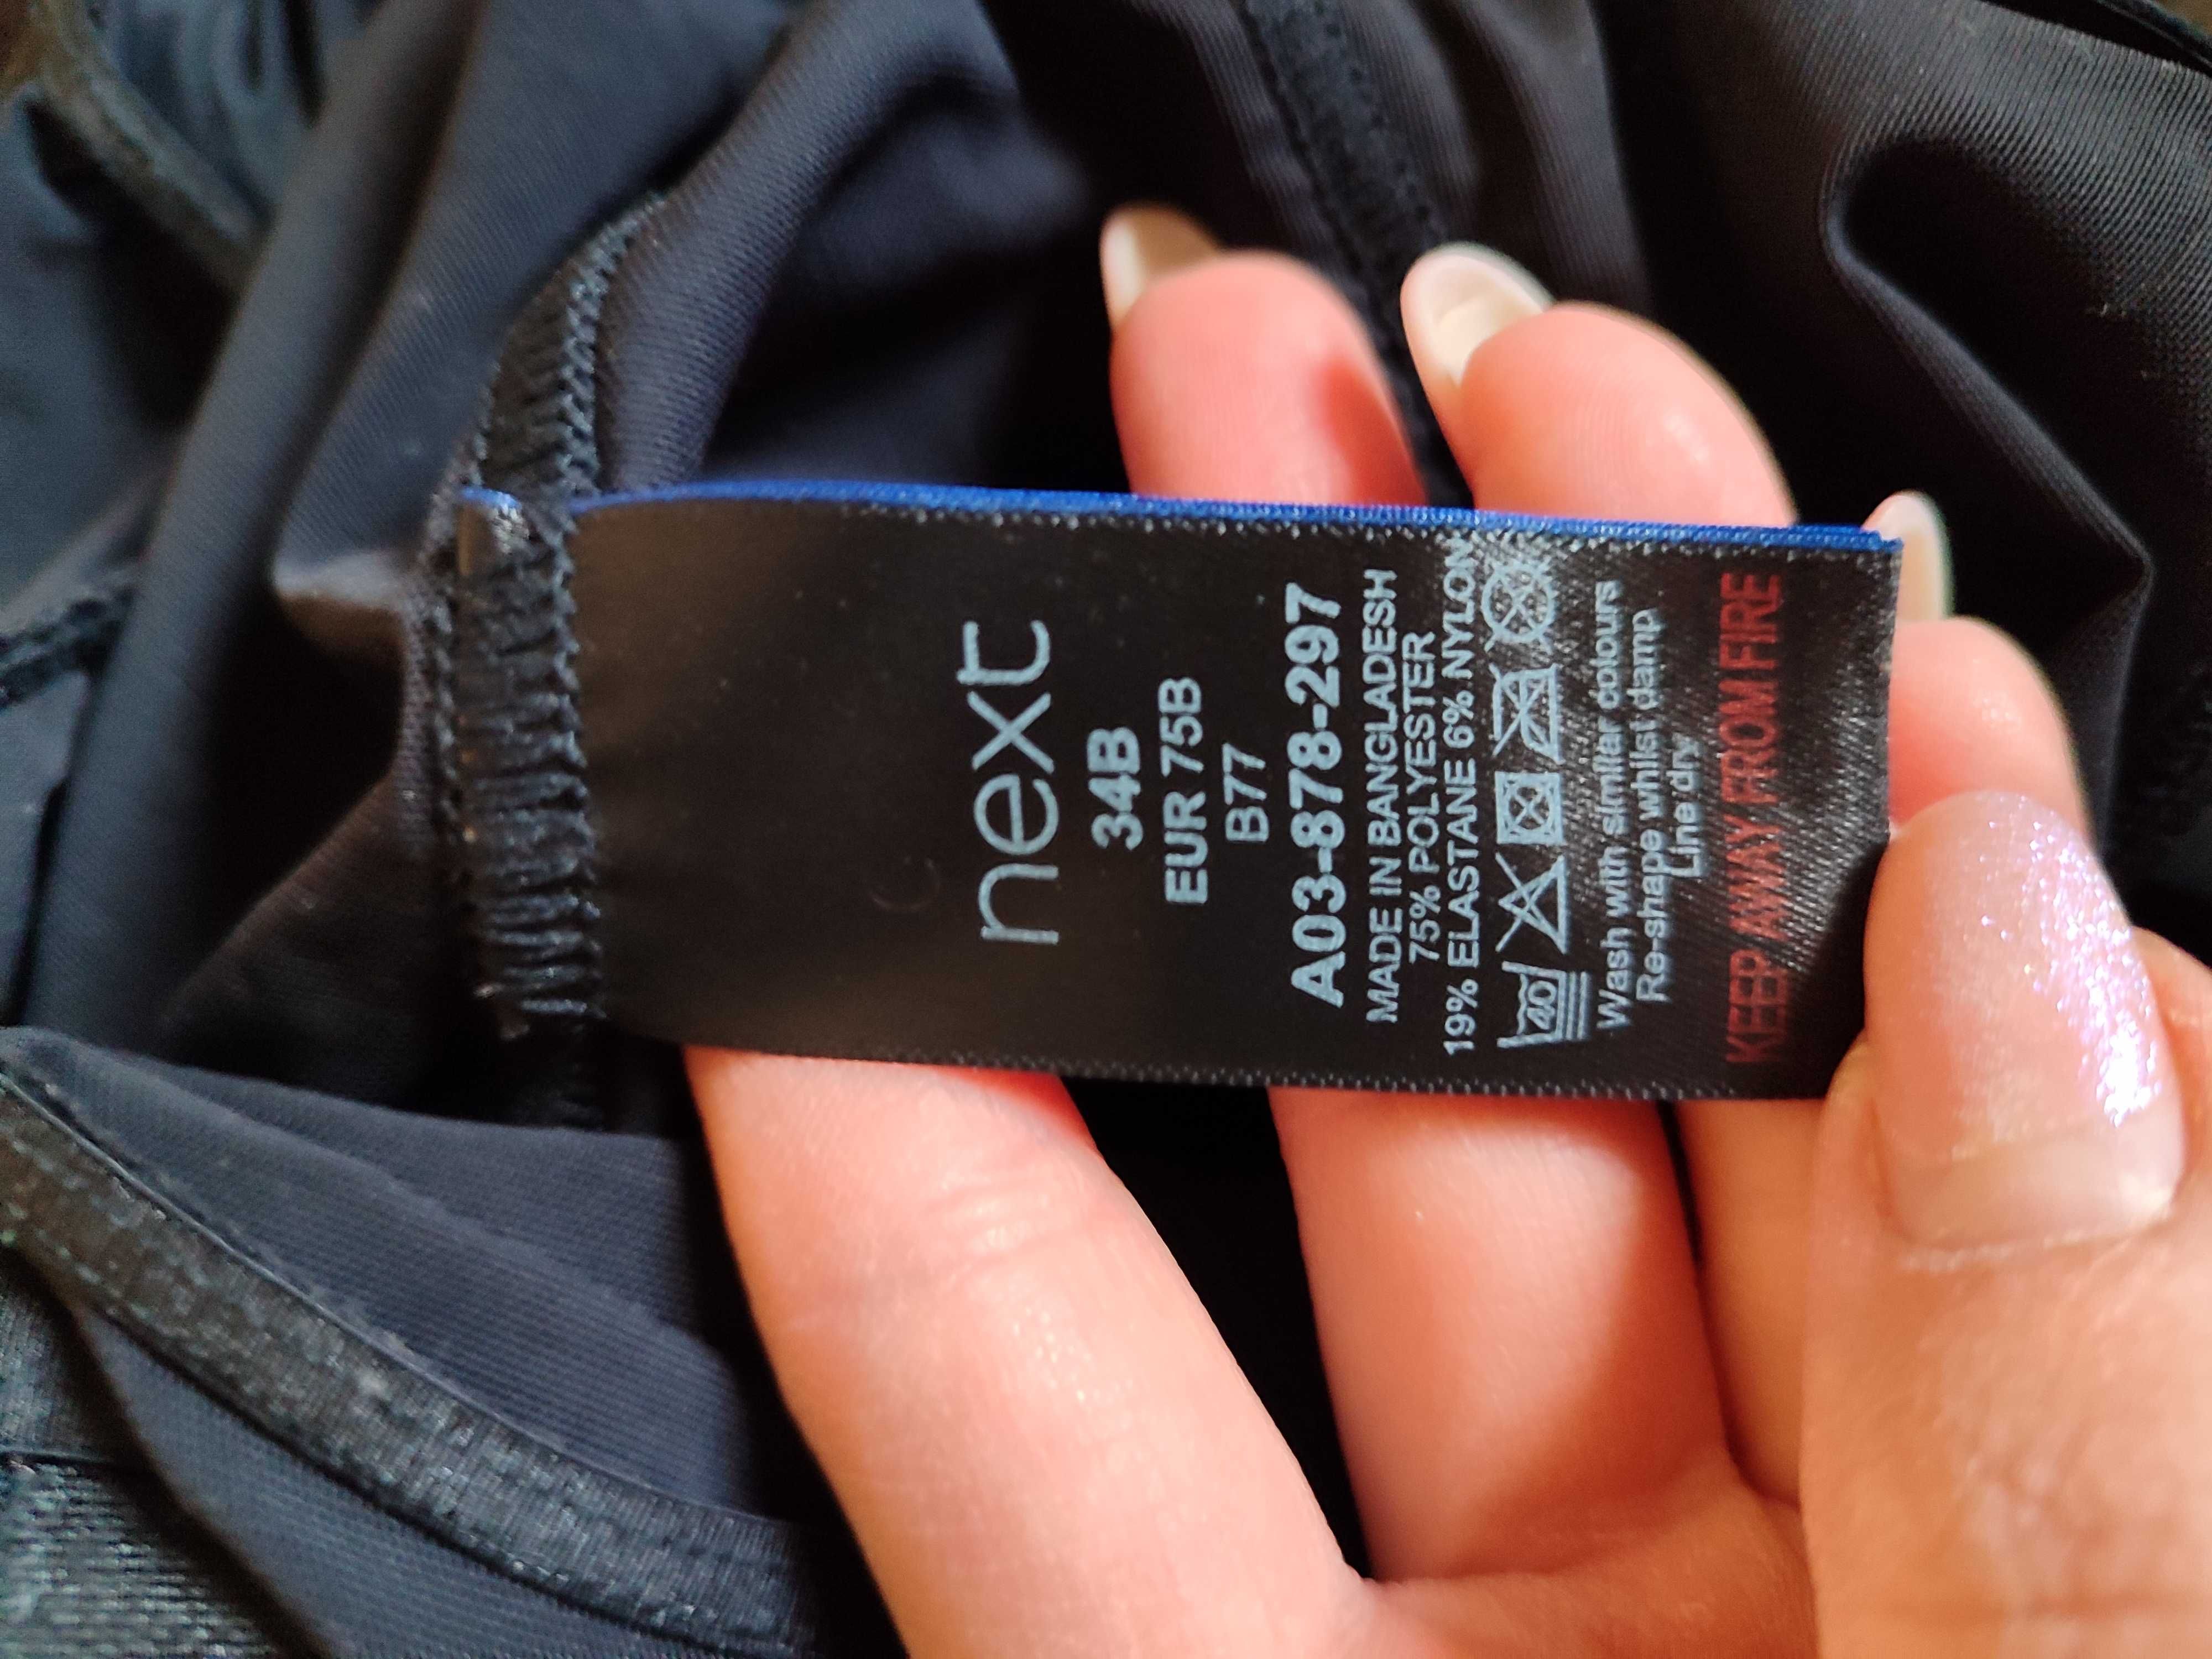 next
34B
EUR 75B
B77
A03-878-297
MADE IN BANGLADESH
75% POLYESTER
19% ELASTANE 6% NYLON
40
Wash with similar colours
Re-shape whilst damp
Line dry
KEEP AWAY FROM FIRE